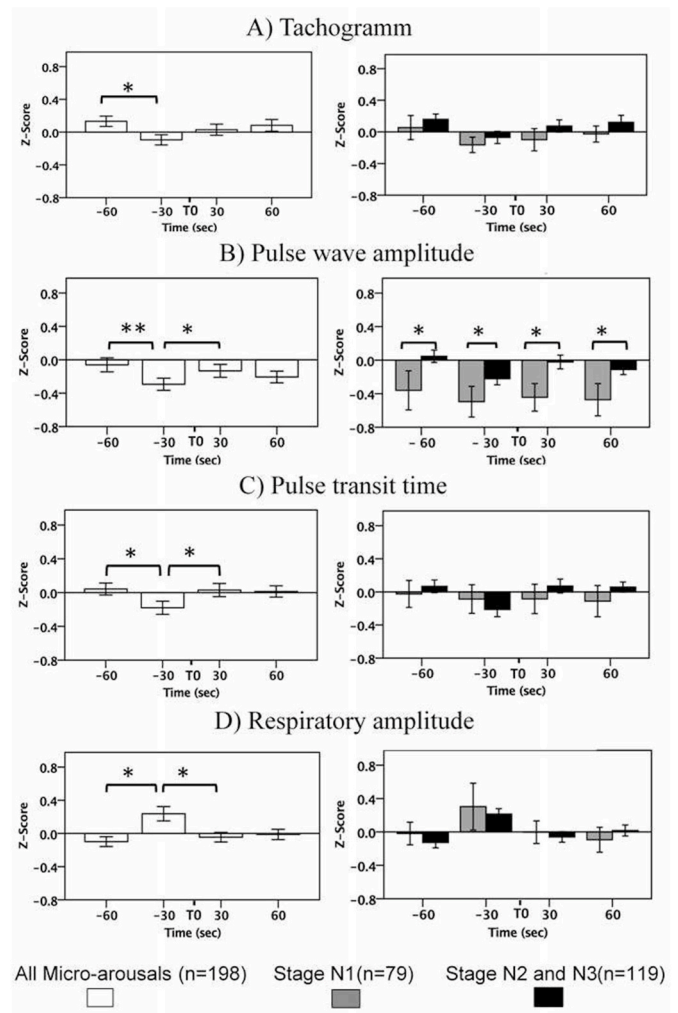 A) Tachogramm
0.8
0.4
0.0
−0.4
−0.8
Z-Score
*
−60 −30 T0 30 60
Time (sec)
0.8
0.4
0.0
−0.4
−0.8
Z-Score
−60 −30 T0 30 60
Time (sec)
B) Pulse wave amplitude
0.8
0.4
0.0
−0.4
−0.8
Z-Score
** *
−60 −30 T0 30 60
Time (sec)
0.8
0.4
0.0
−0.4
−0.8
Z-Score
* * * *
− 60 − 30 T0 30 60
Time (sec)
C) Pulse transit time
0.8
0.4
0.0
−0.4
−0.8
Z-Score
* *
−60 −30 T0 30 60
Time (sec)
0.8
0.4
0.0
−0.4
−0.8
Z-Score
−60 −30 T0 30 60
Time (sec)
D) Respiratory amplitude
0.8
0.4
0.0
−0.4
−0.8
Z-Score
* *
−60 −30 T0 30 60
Time (sec)
0.8
0.4
0.0
−0.4
−0.8
Z-Score
−60 −30 T0 30 60
Time (sec)
All Micro-arousals (n=198) Stage N1(n=79) Stage N2 and N3(n=119)